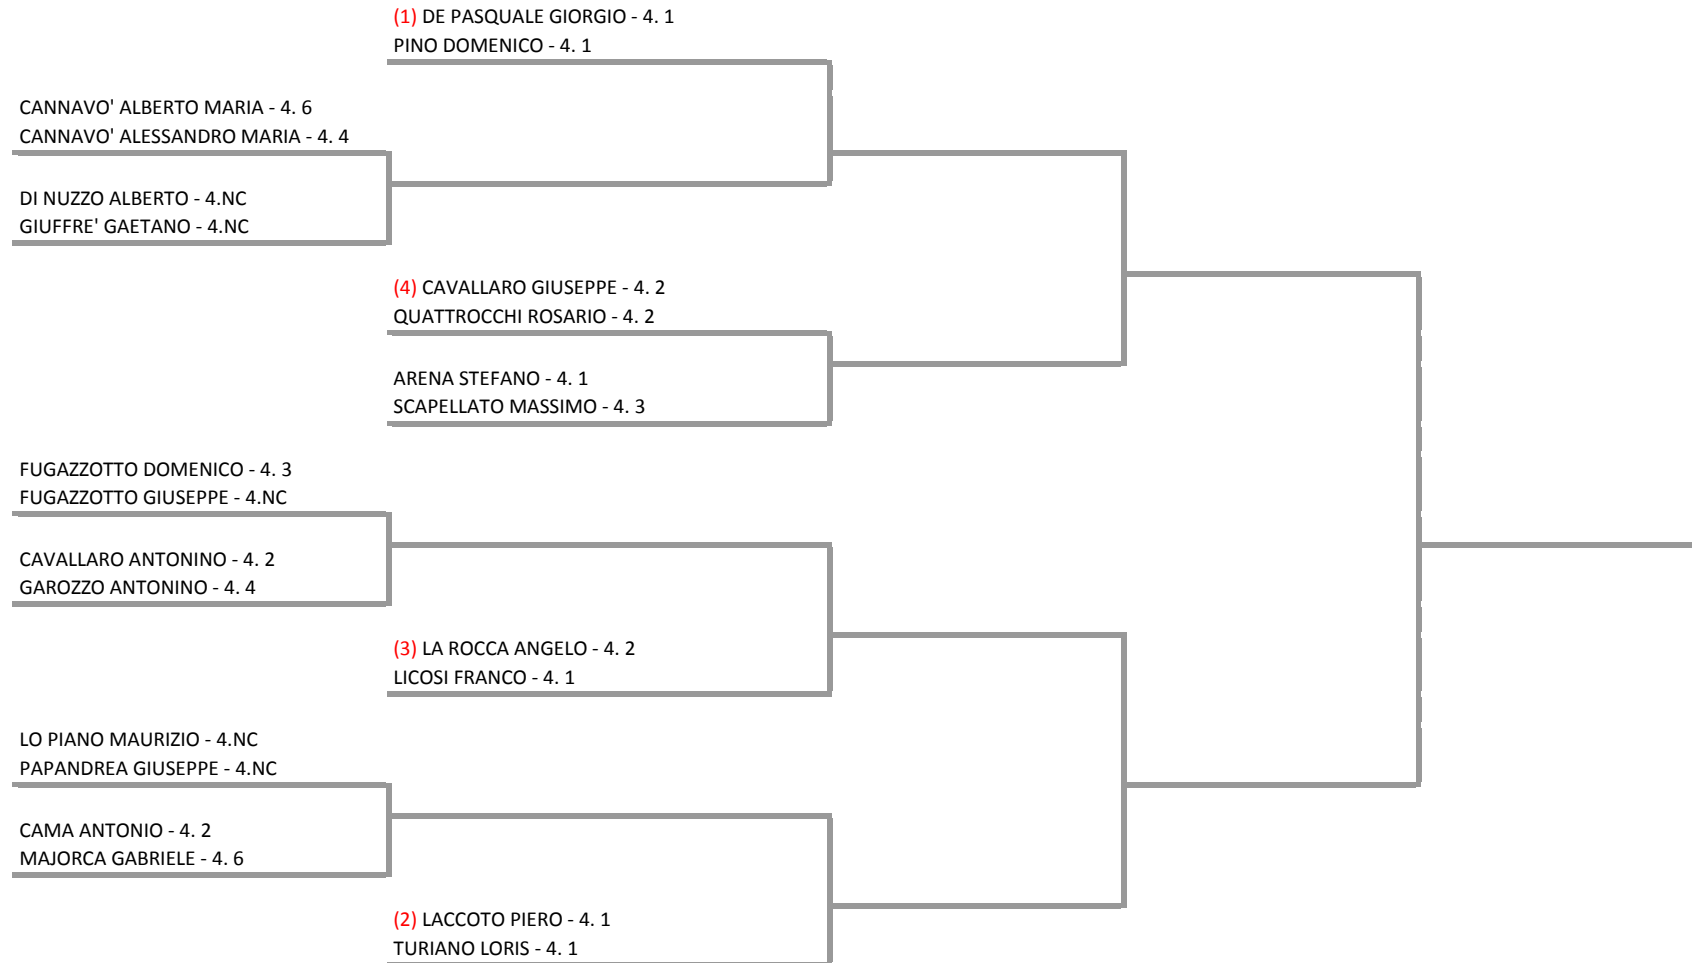 (1) DE PASQUALE GIORGIO - 4. 1
PINO DOMENICO - 4. 1
CANNAVO' ALBERTO MARIA - 4. 6
CANNAVO' ALESSANDRO MARIA - 4. 4
DI NUZZO ALBERTO - 4.NC
GIUFFRE' GAETANO - 4.NC
(4) CAVALLARO GIUSEPPE - 4. 2
QUATTROCCHI ROSARIO - 4. 2
ARENA STEFANO - 4. 1
SCAPELLATO MASSIMO - 4. 3
FUGAZZOTTO DOMENICO - 4. 3
FUGAZZOTTO GIUSEPPE - 4.NC
CAVALLARO ANTONINO - 4. 2
GAROZZO ANTONINO - 4. 4
(3) LA ROCCA ANGELO - 4. 2
LICOSI FRANCO - 4. 1
LO PIANO MAURIZIO - 4.NC
PAPANDREA GIUSEPPE - 4.NC
CAMA ANTONIO - 4. 2
MAJORCA GABRIELE - 4. 6
(2) LACCOTO PIERO - 4. 1
TURIANO LORIS - 4. 1